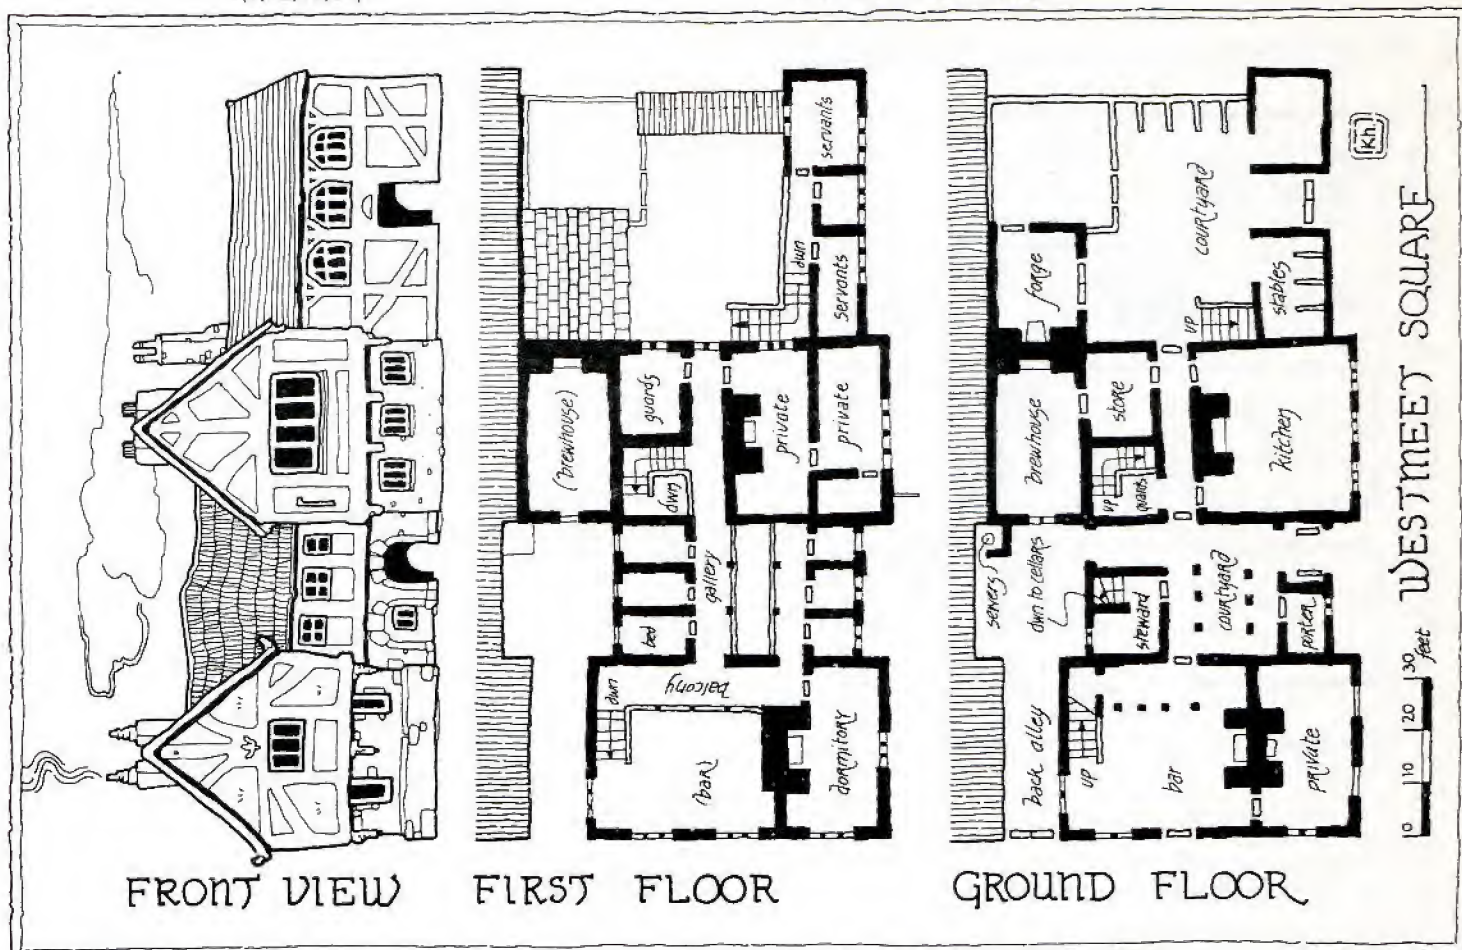 FRONT VIEW
FIRST FLOOR
servants
servants
dwn
(brewhouse)
guards
dwn
private
private
gallery
bed
balcony
dwn
(bar)
dormitory
GROUND FLOOR
courtyard
forge
stables
up
brewhouse
store
up
guards
kitchen
sewers
dwn to cellars
steward
courtyard
porter
back alley
up
bar
private
kh.
WESTMEET SQUARE
0 10 20 30 feet